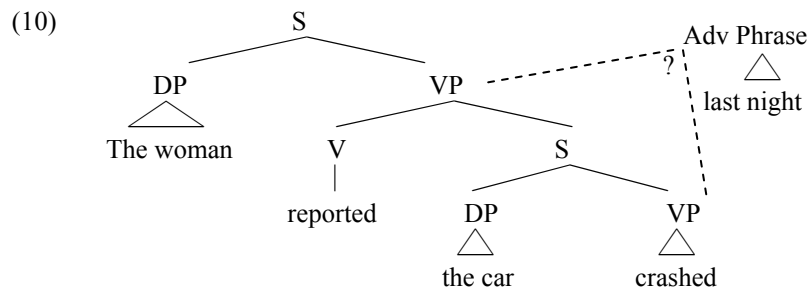 (10) S
Adv Phrase
DP VP ?
last night
The woman V S
reported DP VP
the car crashed